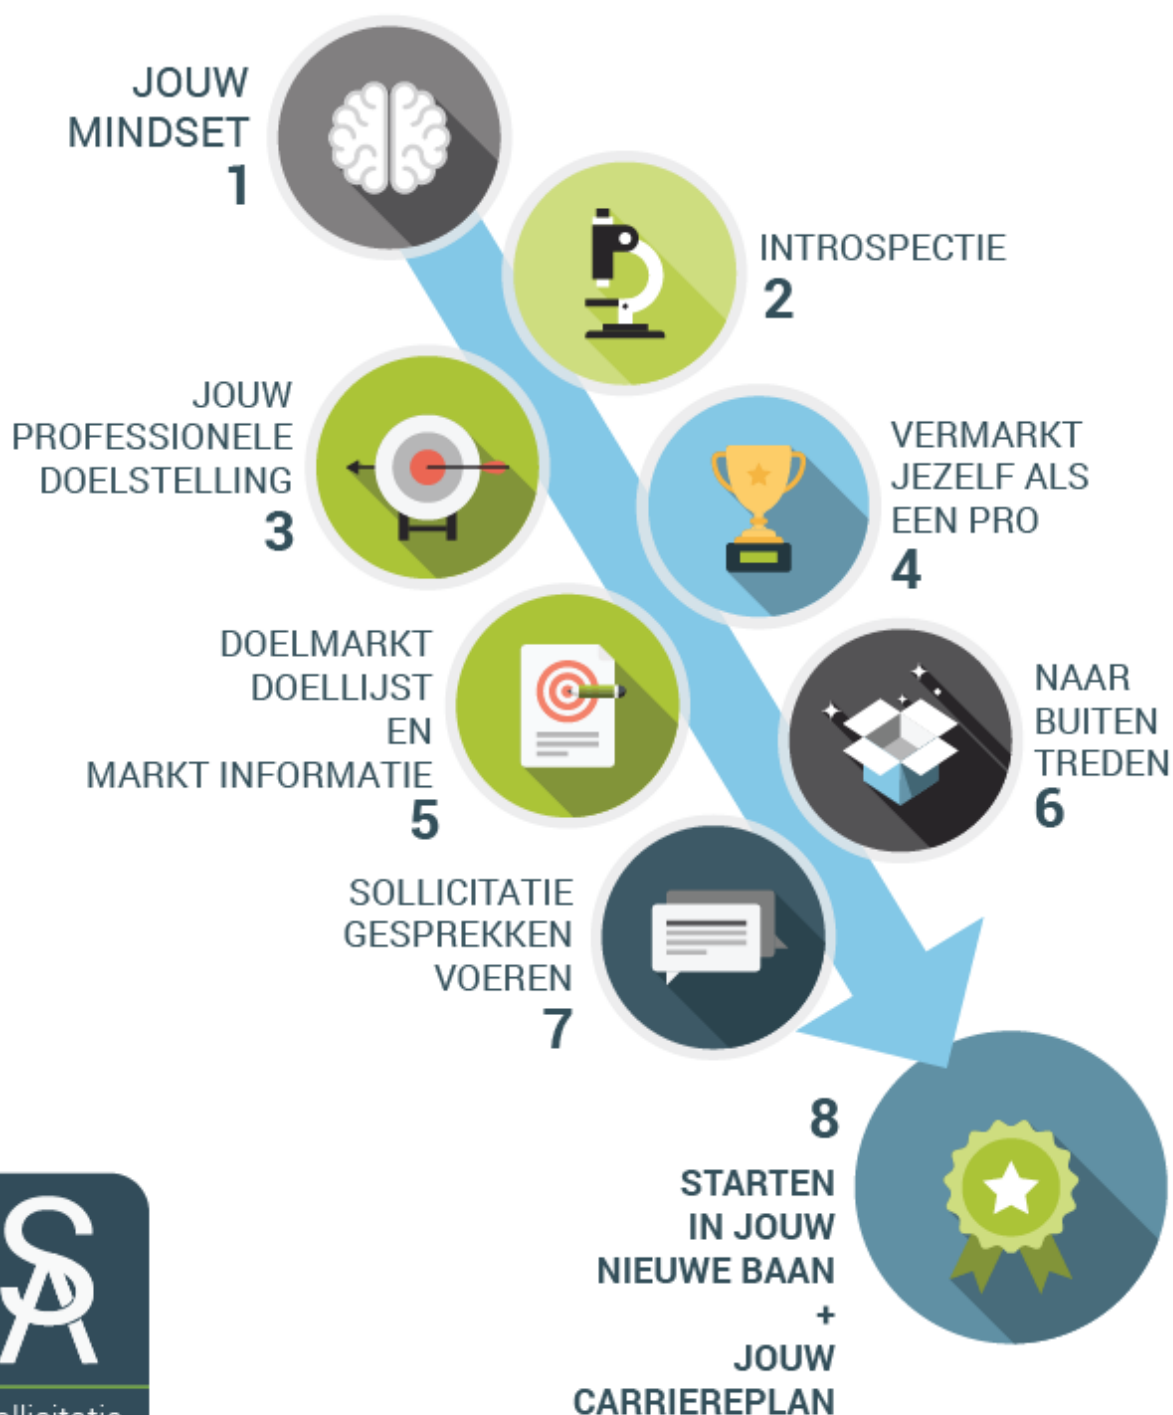 JOUW
MINDSET
1
INTROSPECTIE
2
JOUW
PROFESSIONELE
DOELSTELLING
3
VERMARKT
JEZELF ALS
EEN PRO
4
DOELMARKT
DOELLIJST
EN
MARKT INFORMATIE
5
NAAR
BUITEN
TREDEN
6
SOLLICITATIE
GESPREKKEN
VOEREN
7
8
STARTEN
IN JOUW
NIEUWE BAAN
+
JOUW
CARRIEREPLAN
SA